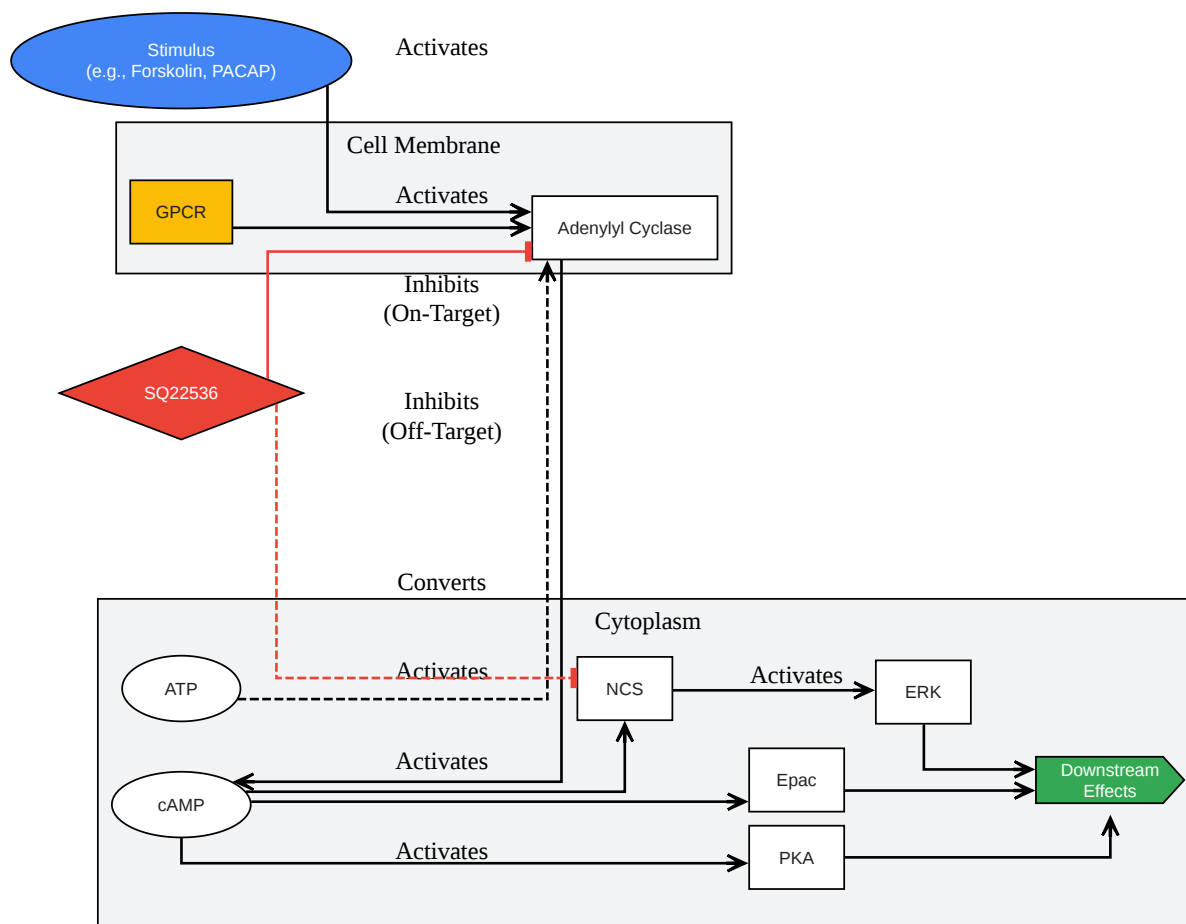 Stimulus
(e.g., Forskolin, PACAP)
Activates
Cell Membrane
Activates
GPCR
Adenylyl Cyclase
Inhibits
(On-Target)
SQ22536
Inhibits
(Off-Target)
Converts
Cytoplasm
Activates
ATP
NCS
Activates
ERK
Activates
Epac
Downstream
Effects
cAMP
Activates
PKA